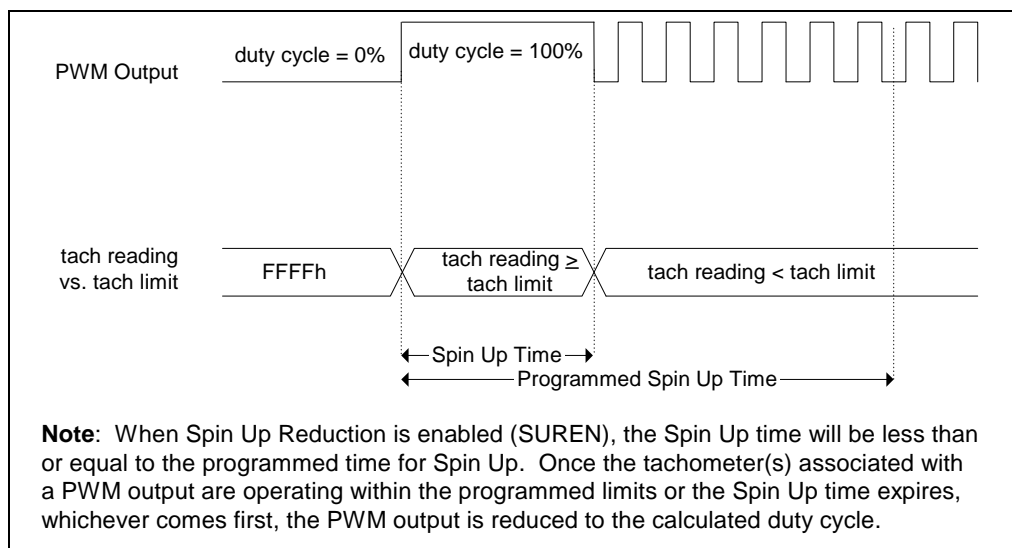 duty cycle = 0%
duty cycle = 100%
PWM Output
tach reading
vs. tach limit
FFFFh
tach reading ≥
tach limit
tach reading < tach limit
Spin Up Time
Programmed Spin Up Time
Note: When Spin Up Reduction is enabled (SUREN), the Spin Up time will be less than
or equal to the programmed time for Spin Up. Once the tachometer(s) associated with
a PWM output are operating within the programmed limits or the Spin Up time expires,
whichever comes first, the PWM output is reduced to the calculated duty cycle.